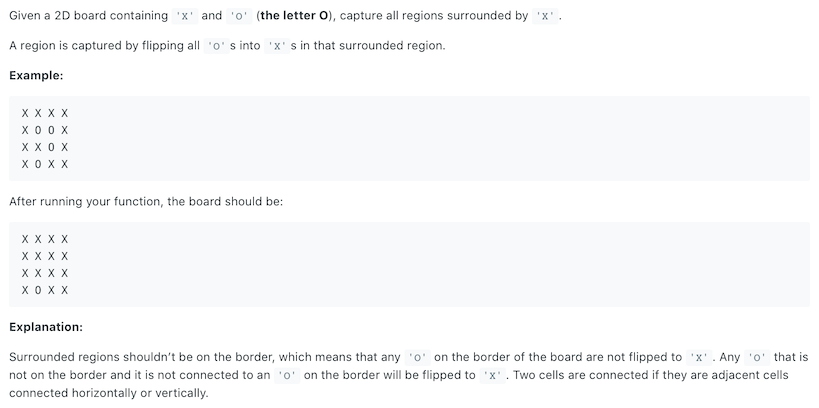 Given a 2D board containing 'X' and 'O' (the letter O), capture all regions surrounded by 'X' .
A region is captured by flipping all 'O' s into 'X' s in that surrounded region.
Example:
X X X X
X O O X
X X O X
X O X X
After running your function, the board should be:
X X X X
X X X X
X X X X
X O X X
Explanation:
Surrounded regions shouldn't be on the border, which means that any 'O' on the border of the board are not flipped to 'X' . Any 'O' that is
not on the border and it is not connected to an 'O' on the border will be flipped to 'X' . Two cells are connected if they are adjacent cells
connected horizontally or vertically.